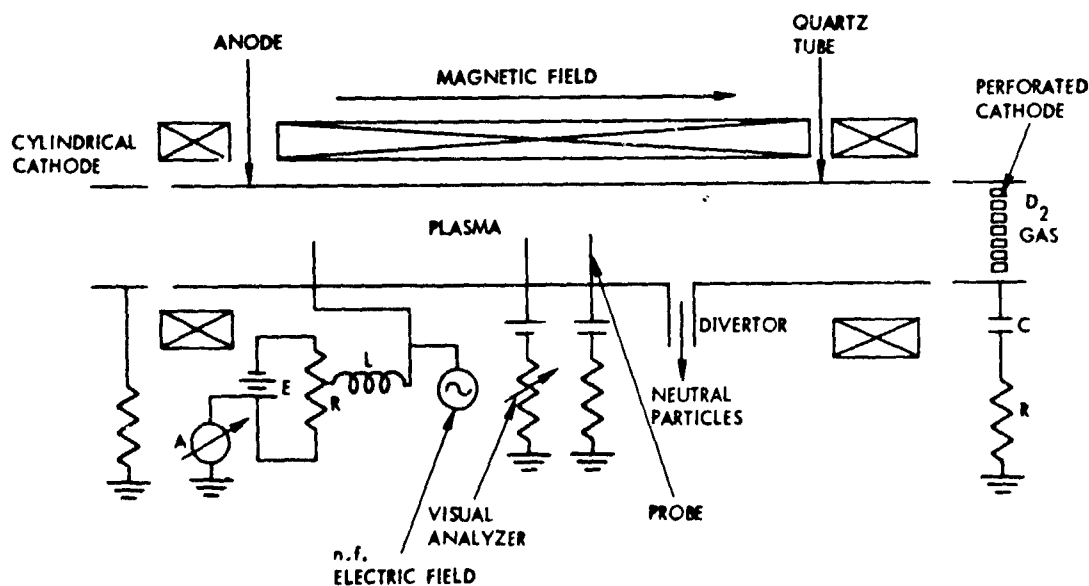 ANODE
QUARTZ
TUBE
MAGNETIC FIELD
PERFORATED
CATHODE
CYLINDRICAL
CATHODE
D2
GAS
PLASMA
DIVERTOR
C
L
E
R
NEUTRAL
PARTICLES
R
A
VISUAL
ANALYZER
PROBE
n.f.
ELECTRIC FIELD